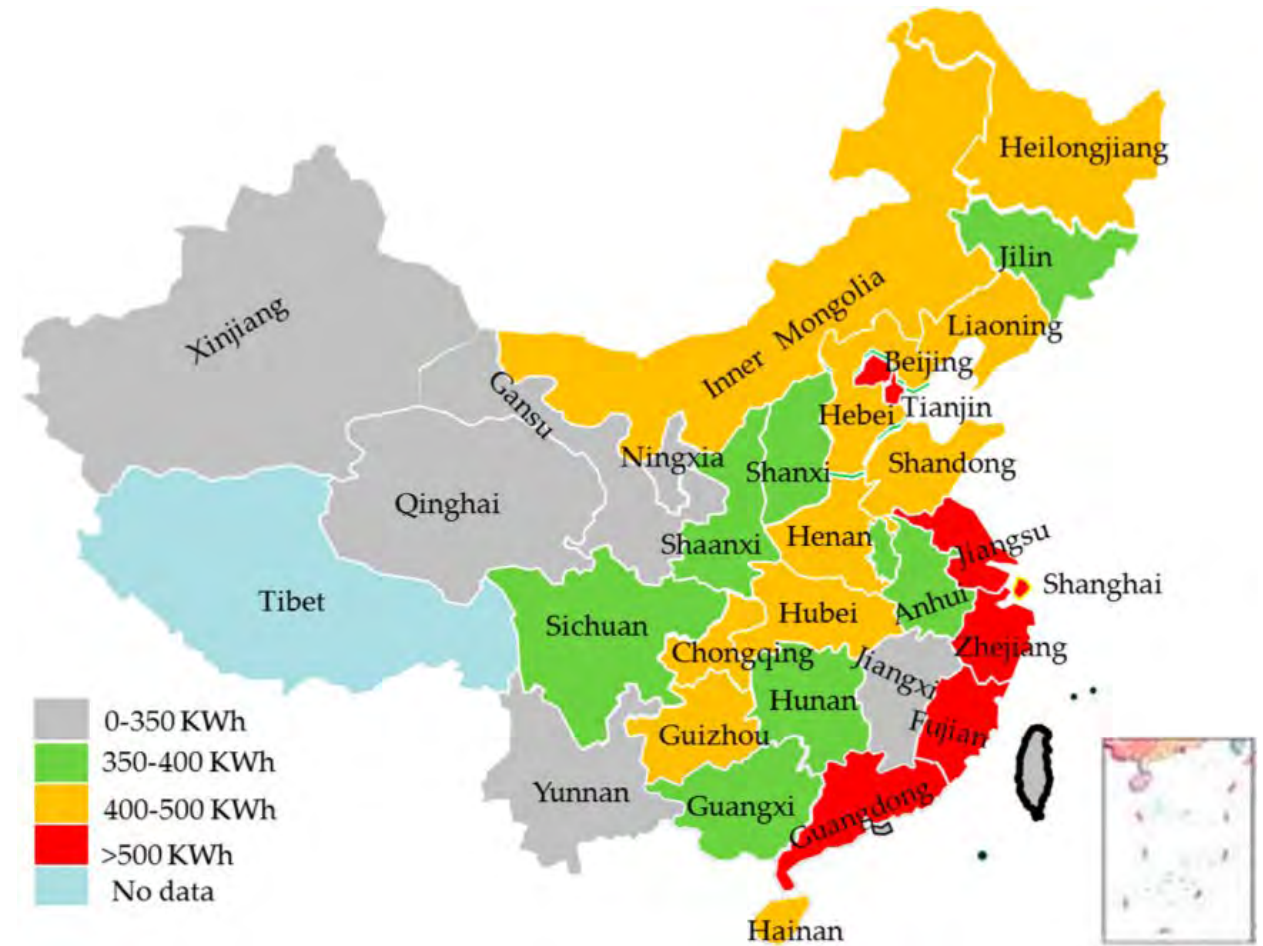 Heilongjiang
Jilin
Xinjiang
Inner Mongolia
Liaoning
Beijing
Gansu
Tianjin
Hebei
Ningxia
Shanxi
Shandong
Qinghai
Henan
Jiangsu
Shaanxi
Shanghai
Tibet
Anhui
Hubei
Sichuan
Zhejiang
Chongqing
Jiangxi
Hunan
Fujian
Guizhou
Yunnan
Guangxi
Guangdong
Hainan
0-350 KWh
350-400 KWh
400-500 KWh
>500 KWh
No data